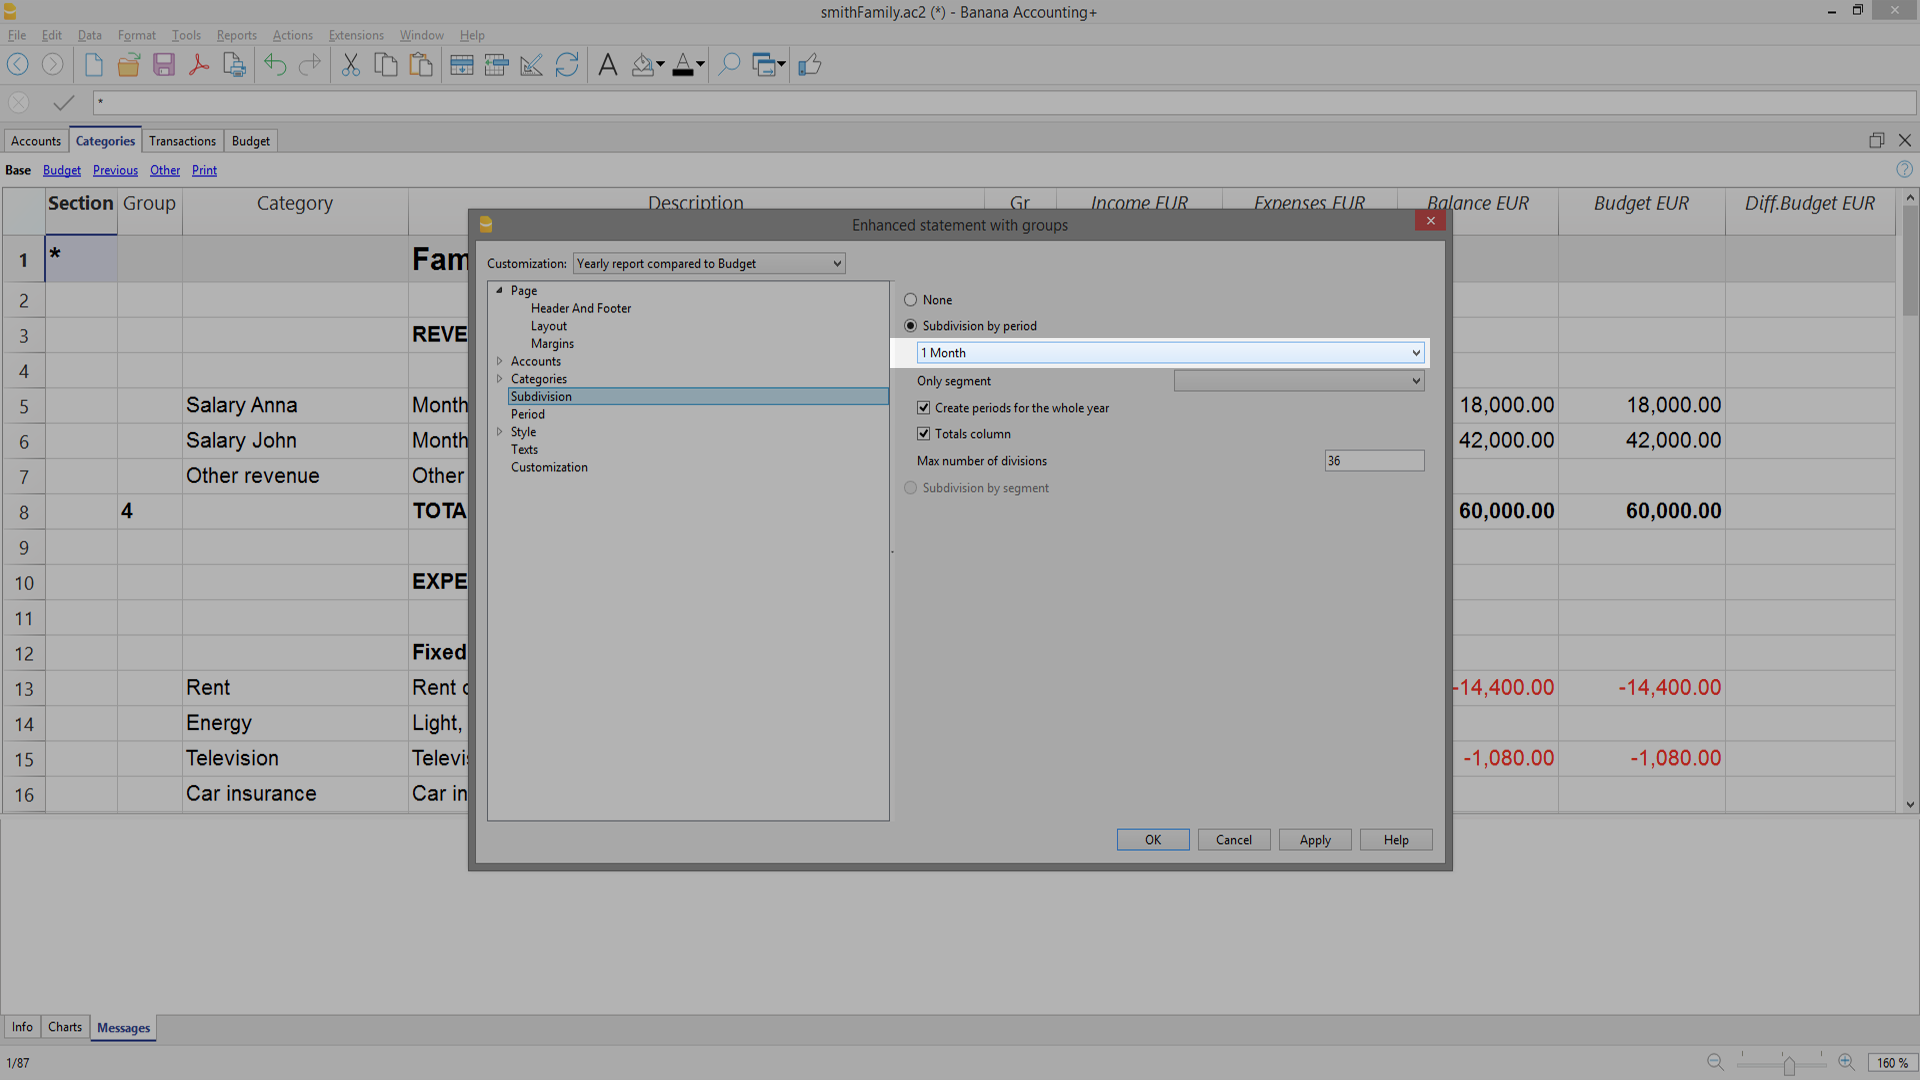 smithFamily.ac2 (*) - Banana Accounting+
File Edit Data Format Tools Reports Actions Extensions Window Help
*
Accounts Categories Transactions Budget
Base Budget Previous Other Print
Section Group Category Description Gr Income EUR Expenses EUR Balance EUR Budget EUR Diff.Budget EUR
1 * Fam
2
3 REVE
4
5 Salary Anna Month 18,000.00 18,000.00
6 Salary John Month 42,000.00 42,000.00
7 Other revenue Other
8 4 TOTA 60,000.00 60,000.00
9
10 EXPE
11
12 Fixed
13 Rent Rent -14,400.00 -14,400.00
14 Energy Light,
15 Television Televi -1,080.00 -1,080.00
16 Car insurance Car in
Enhanced statement with groups
Customization: Yearly report compared to Budget
Page
Header And Footer
Layout
Margins
Accounts
Categories
Subdivision
Period
Style
Texts
Customization
None
Subdivision by period
1 Month
Only segment
Create periods for the whole year
Totals column
Max number of divisions 36
Subdivision by segment
OK Cancel Apply Help
Info Charts Messages
1/87
160 %